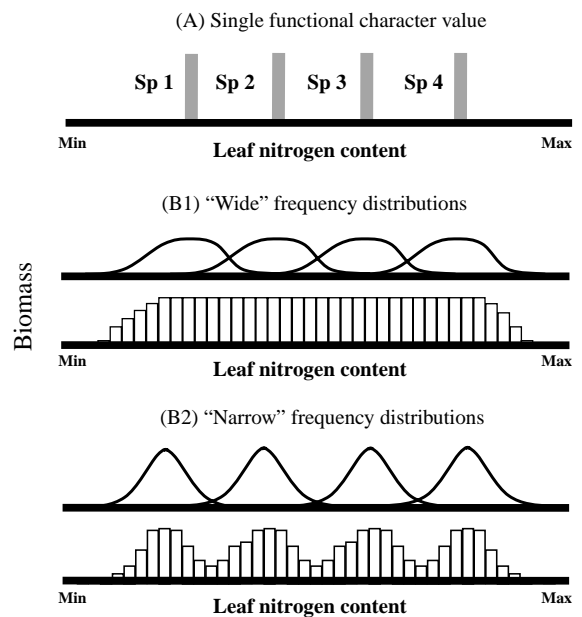 (A) Single functional character value
Sp 1 Sp 2 Sp 3 Sp 4
Min Leaf nitrogen content Max
(B1) “Wide” frequency distributions
Biomass
Min Leaf nitrogen content Max
(B2) “Narrow” frequency distributions
Min Leaf nitrogen content Max